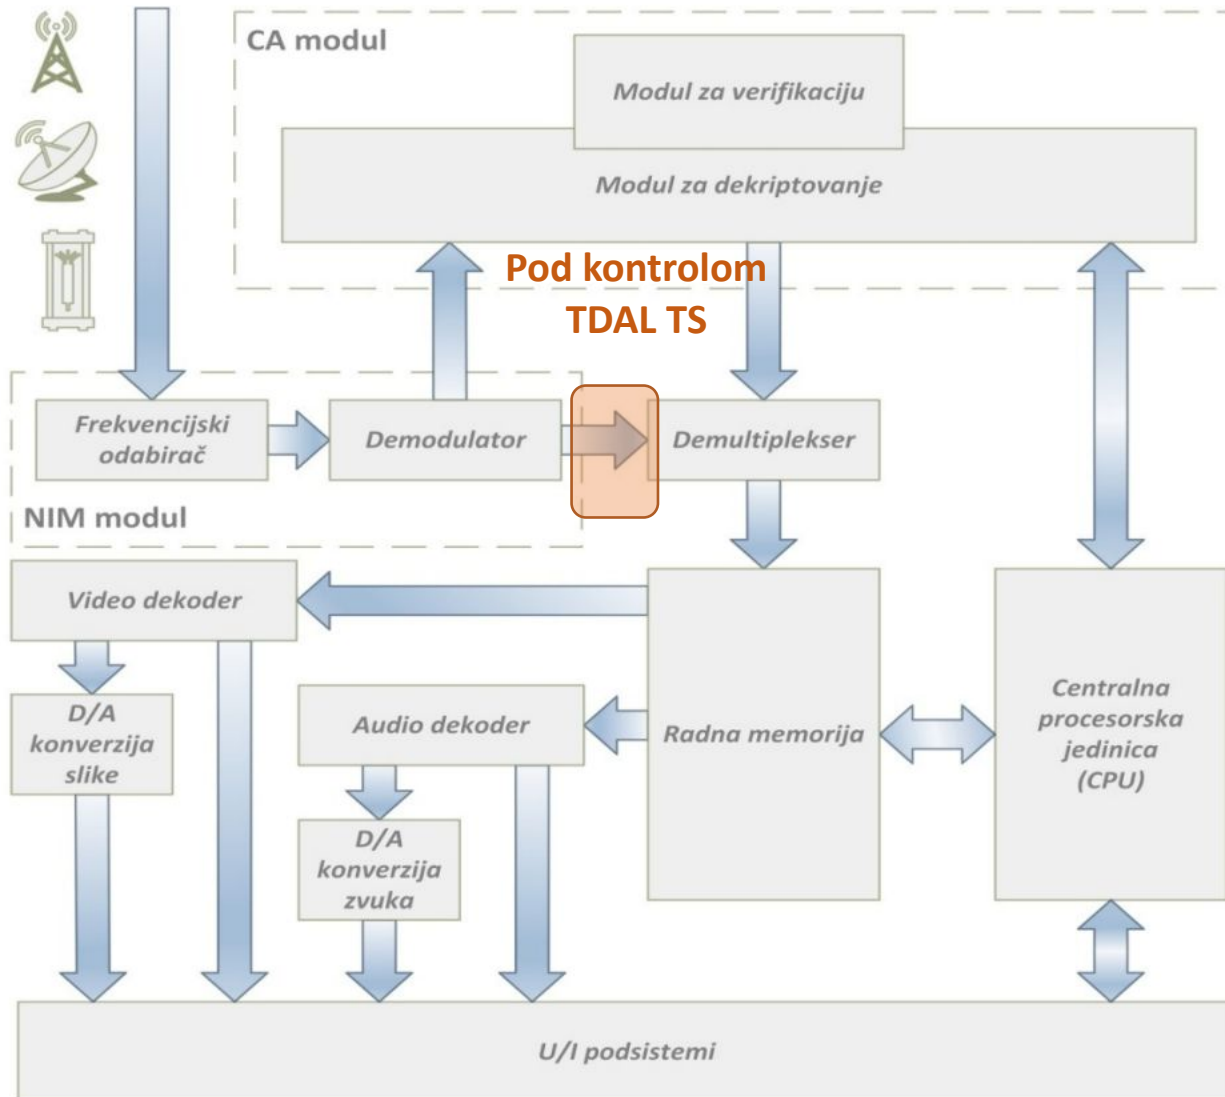 CA modul
Modul za verifikaciju
Modul za dekriptovanje
Pod kontrolom
TDAL TS
Frekvencijski
odabirač
Demodulator
Demultiplekser
NIM modul
Video dekoder
D/A
konverzija
slike
Audio dekoder
D/A
konverzija
zvuka
Radna memorija
Centralna
procesorska
jedinica
(CPU)
U/I podsistemi